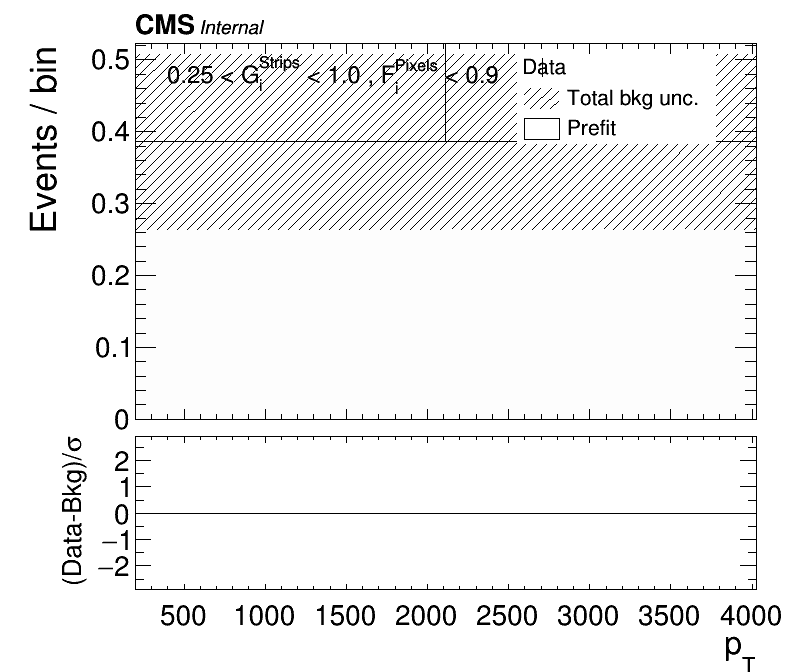 CMS Internal
Events / bin
0.5
0.4
0.3
0.2
0.1
0
0.25 < G_i^Strips < 1.0 , F_i^Pixels < 0.9
Data
Total bkg unc.
Prefit
(Data-Bkg)/σ
2
1
0
−1
−2
500 1000 1500 2000 2500 3000 3500 4000
p_T